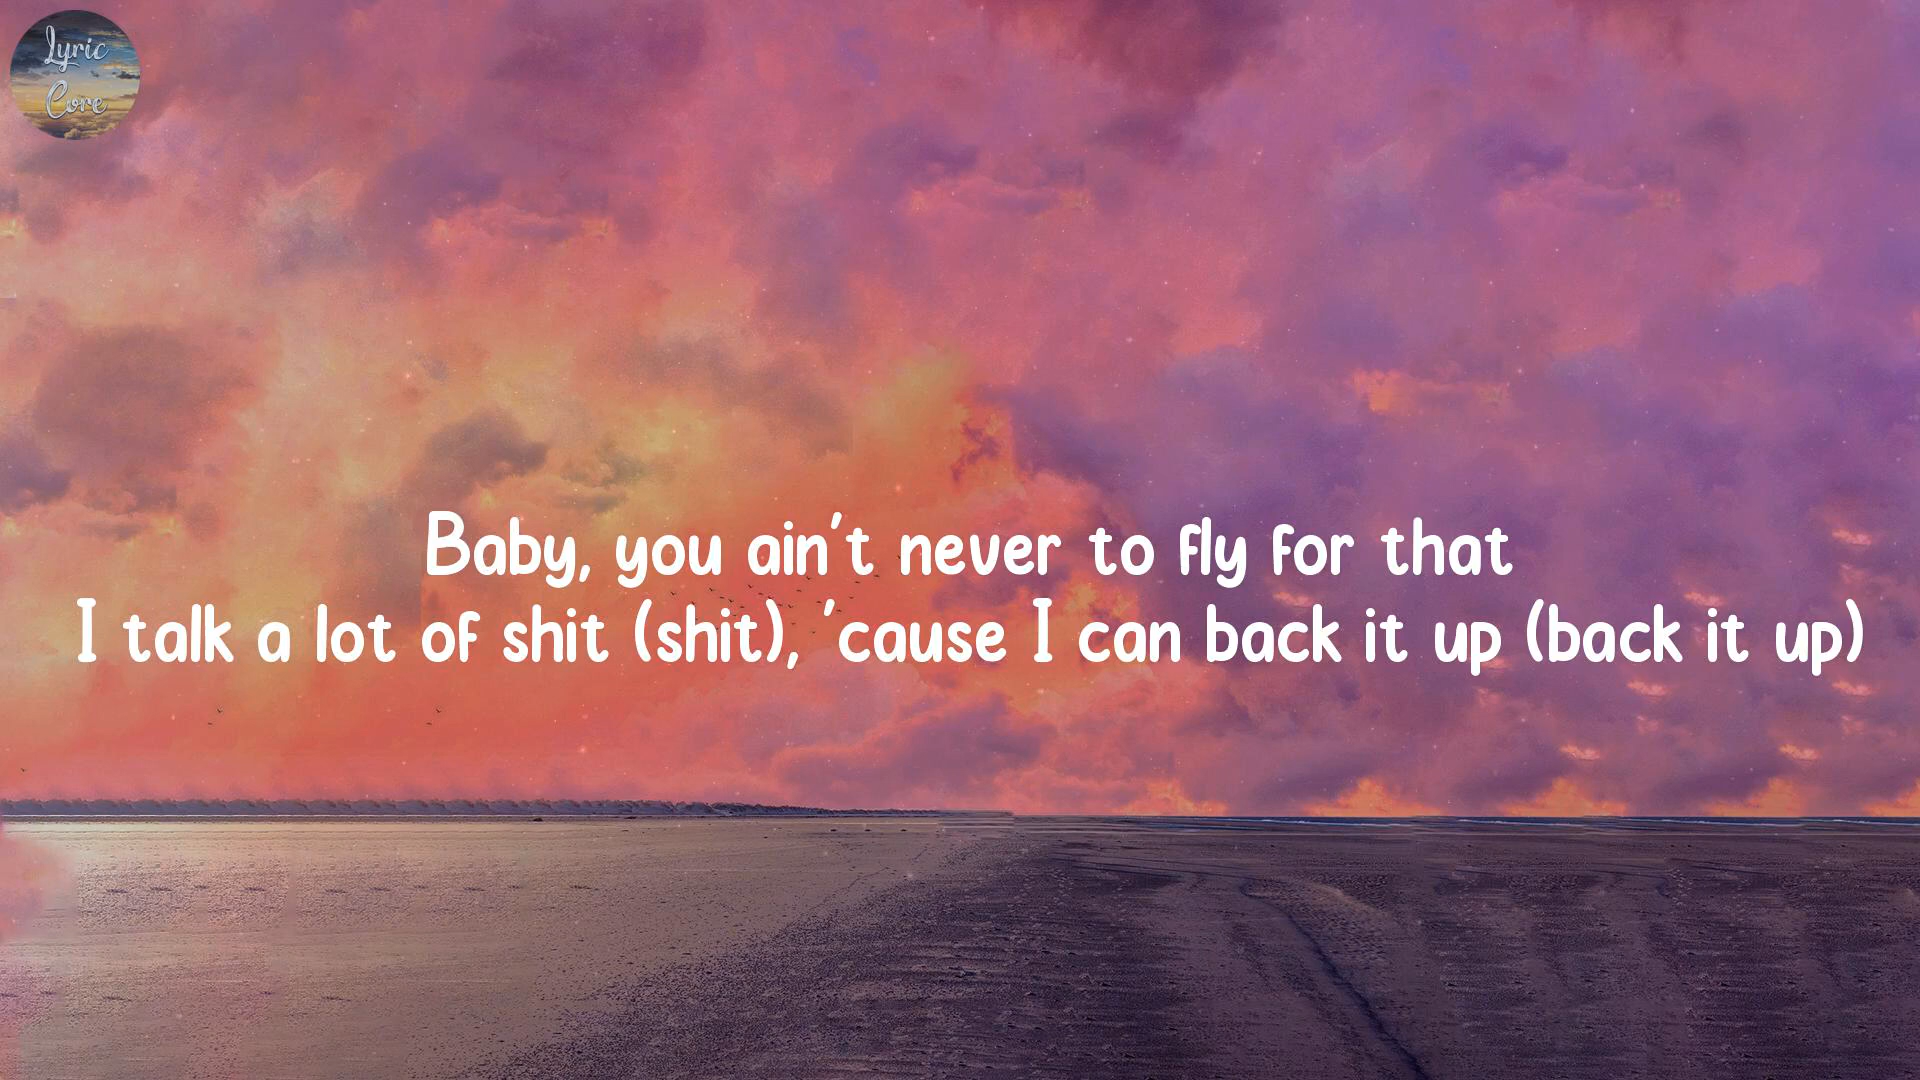 Lyric
Core
Baby, you ain't never to fly for that
I talk a lot of shit (shit), 'cause I can back it up (back it up)